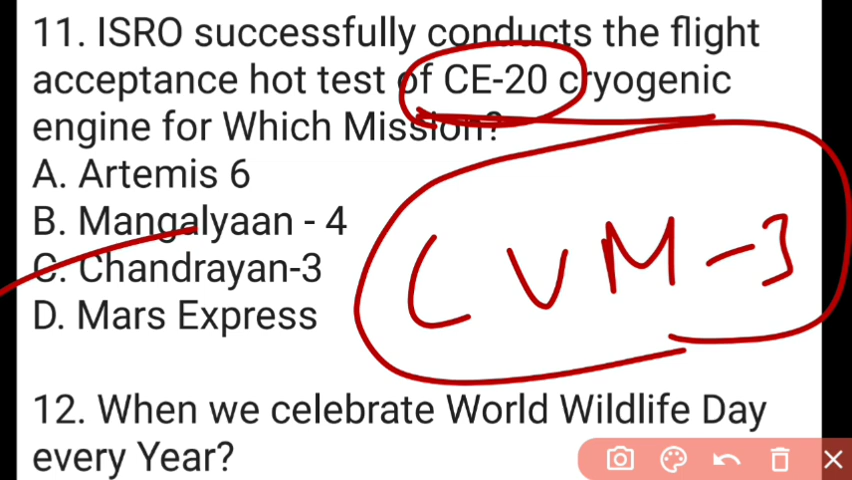 11. ISRO successfully conducts the flight
acceptance hot test of CE-20 cryogenic
engine for Which Mission?
A. Artemis 6
B. Mangalyaan - 4
C. Chandrayan-3
D. Mars Express
LVM-3
12. When we celebrate World Wildlife Day
every Year?